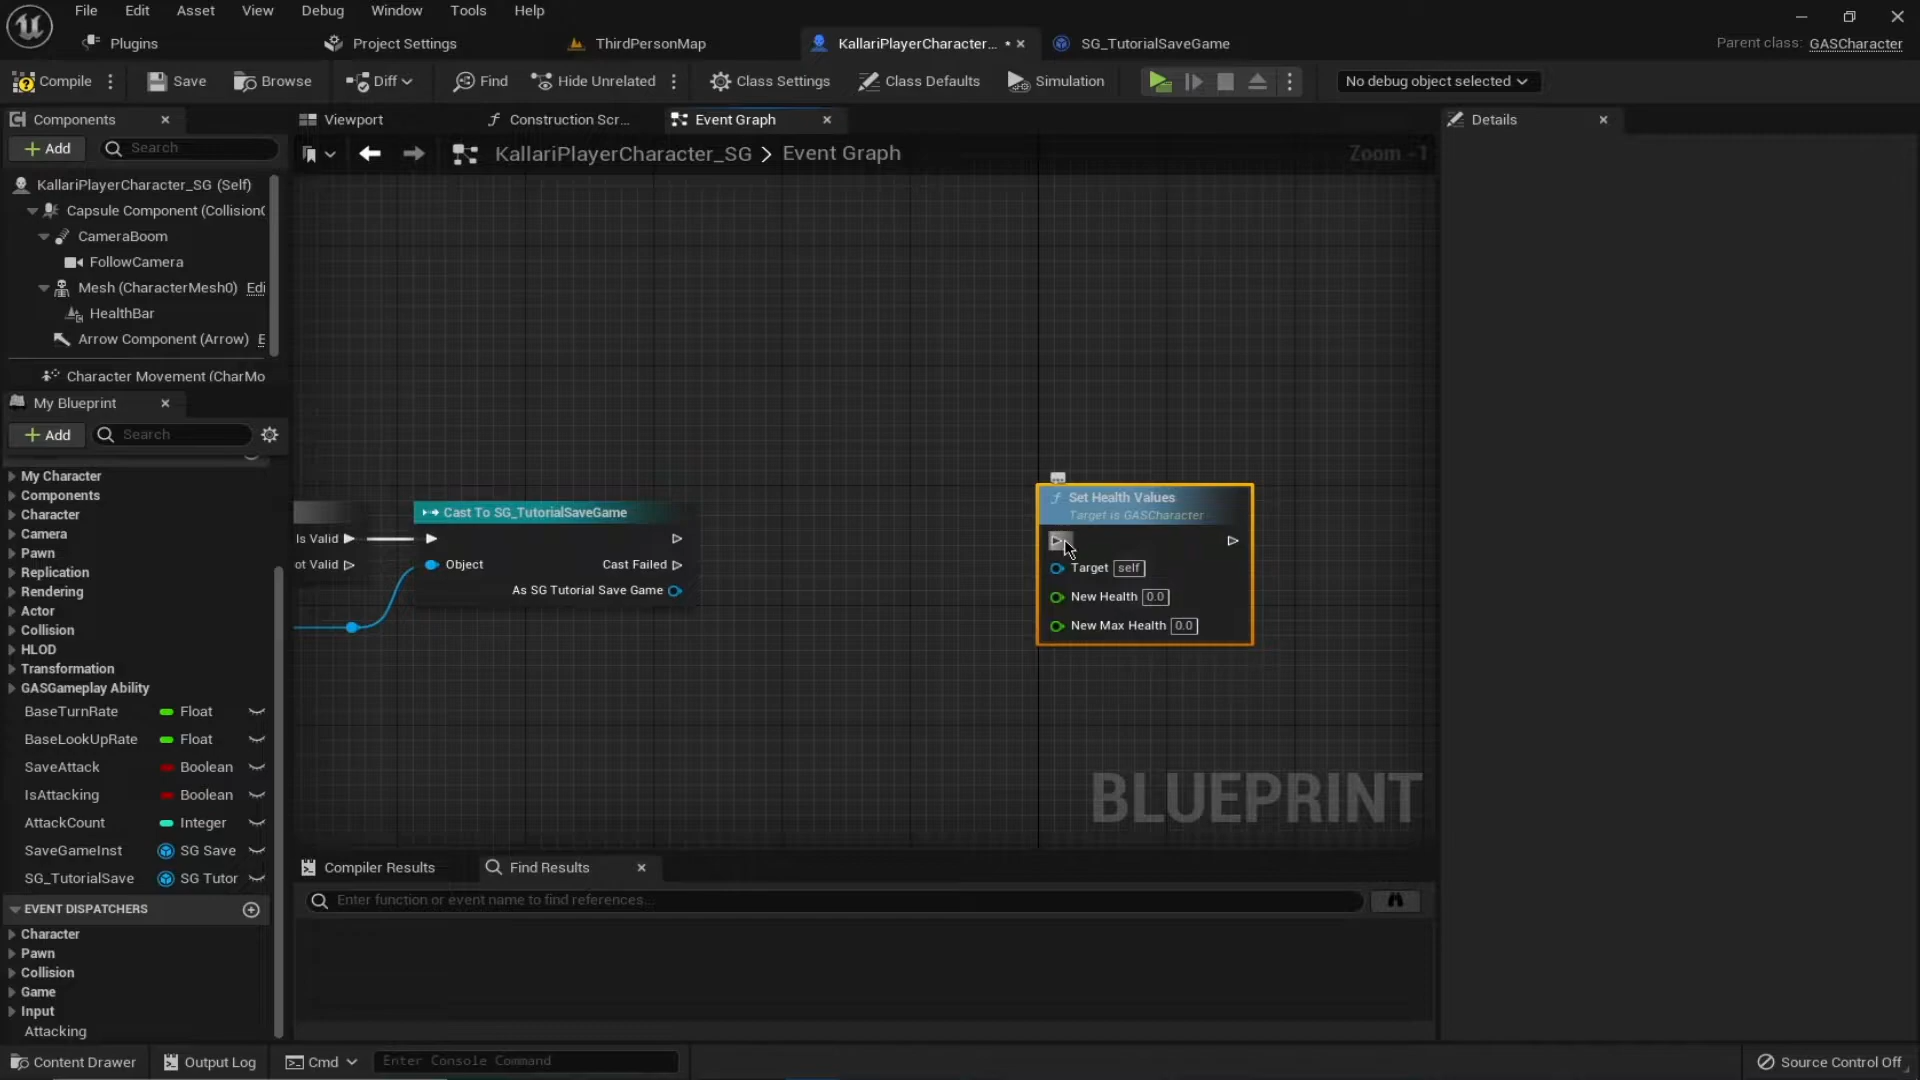 File Edit Asset View Debug Window Tools Help
Plugins Project Settings ThirdPersonMap KallariPlayerCharacter... • SG_TutorialSaveGame Parent class: GASCharacter
Compile Save Browse Diff Find Hide Unrelated Class Settings Class Defaults Simulation No debug object selected
Components Viewport Construction Scr... Event Graph Details
Add Search KallariPlayerCharacter_SG > Event Graph Zoom -1
KallariPlayerCharacter_SG (Self)
Capsule Component (Collision
CameraBoom
FollowCamera
Mesh (CharacterMesh0) Edi
HealthBar
Arrow Component (Arrow) E
Character Movement (CharMo
My Blueprint
Add Search
My Character
Components
Character
Camera
Pawn
Replication
Rendering
Actor
Collision
HLOD
Transformation
GASGameplay Ability
BaseTurnRate Float
BaseLookUpRate Float
SaveAttack Boolean
IsAttacking Boolean
AttackCount Integer
SaveGameInst SG Save
SG_TutorialSave SG Tutor
EVENT DISPATCHERS
Character
Pawn
Collision
Game
Input
Attacking
Is Valid
ot Valid
Cast To SG_TutorialSaveGame
Object Cast Failed
As SG Tutorial Save Game
Set Health Values
Target is GASCharacter
Target self
New Health 0.0
New Max Health 0.0
BLUEPRINT
Compiler Results Find Results
Enter function or event name to find references...
Content Drawer Output Log Cmd Enter Console Command Source Control Off